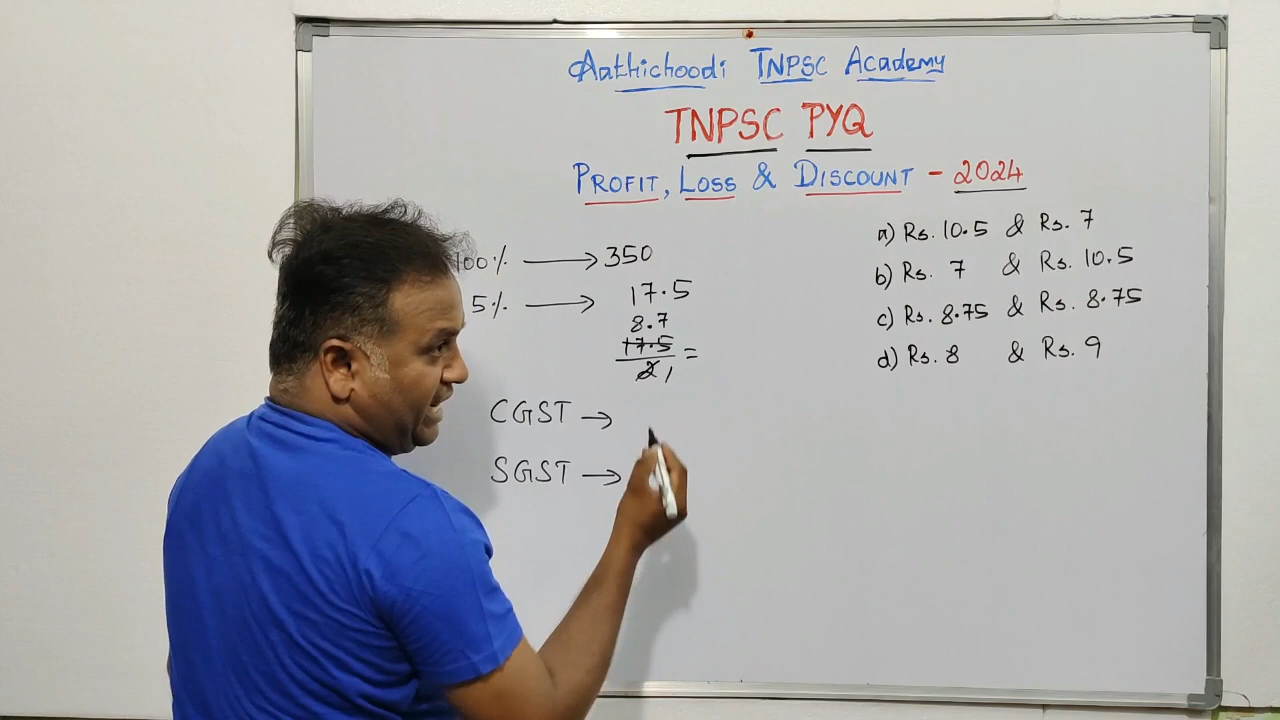 Aathichoodi TNPSC Academy
TNPSC PYQ
PROFIT, LOSS & DISCOUNT - 2024
100% → 350
5% → 17.5
8.7
17.5 =
2 1
CGST →
SGST →
a) Rs. 10.5 & Rs. 7
b) Rs. 7 & Rs. 10.5
c) Rs. 8.75 & Rs. 8.75
d) Rs. 8 & Rs. 9